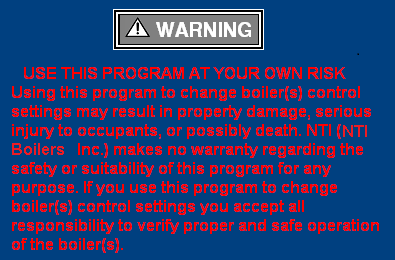 WARNING
USE THIS PROGRAM AT YOUR OWN RISK
Using this program to change boiler(s) control
settings may result in property damage, serious
injury to occupants, or possibly death. NTI (NTI
Boilers Inc.) makes no warranty regarding the
safety or suitability of this program for any
purpose. If you use this program to change
boiler(s) control settings you accept all
responsibility to verify proper and safe operation
of the boiler(s).